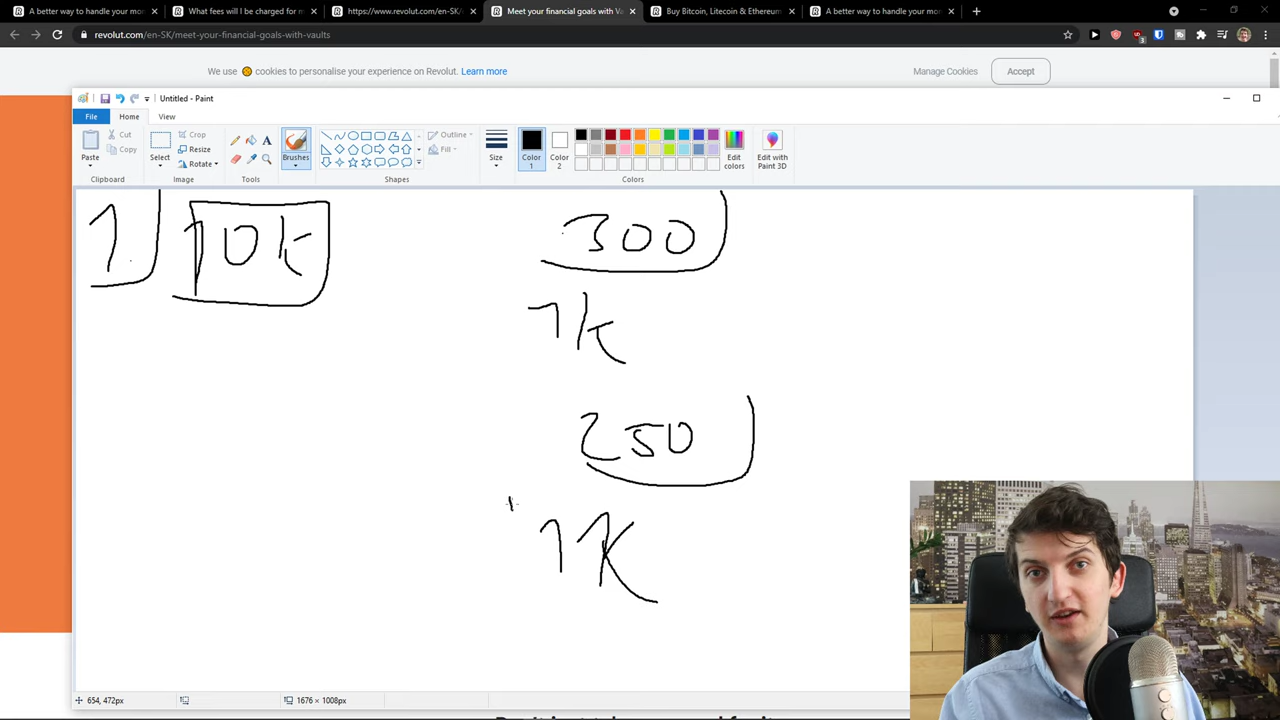 A better way to handle your mon
What fees will be charged for m
https://www.revolut.com/en-SK/
Meet your financial goals with Va
Buy Bitcoin, Litecoin & Ethereum
A better way to handle your mon
revolut.com/en-SK/meet-your-financial-goals-with-vaults
3
We use cookies to personalise your experience on Revolut. Learn more
Manage Cookies
Accept
Untitled - Paint
File
Home
View
Paste
Cut
Copy
Clipboard
Select
Crop
Resize
Rotate
Image
Tools
Brushes
Outline
Fill
Shapes
Size
Color
1
Color
2
Edit
colors
Edit with
Paint 3D
Colors
1 10k 300
1k
250
1K
654, 472px
1676 × 1008px